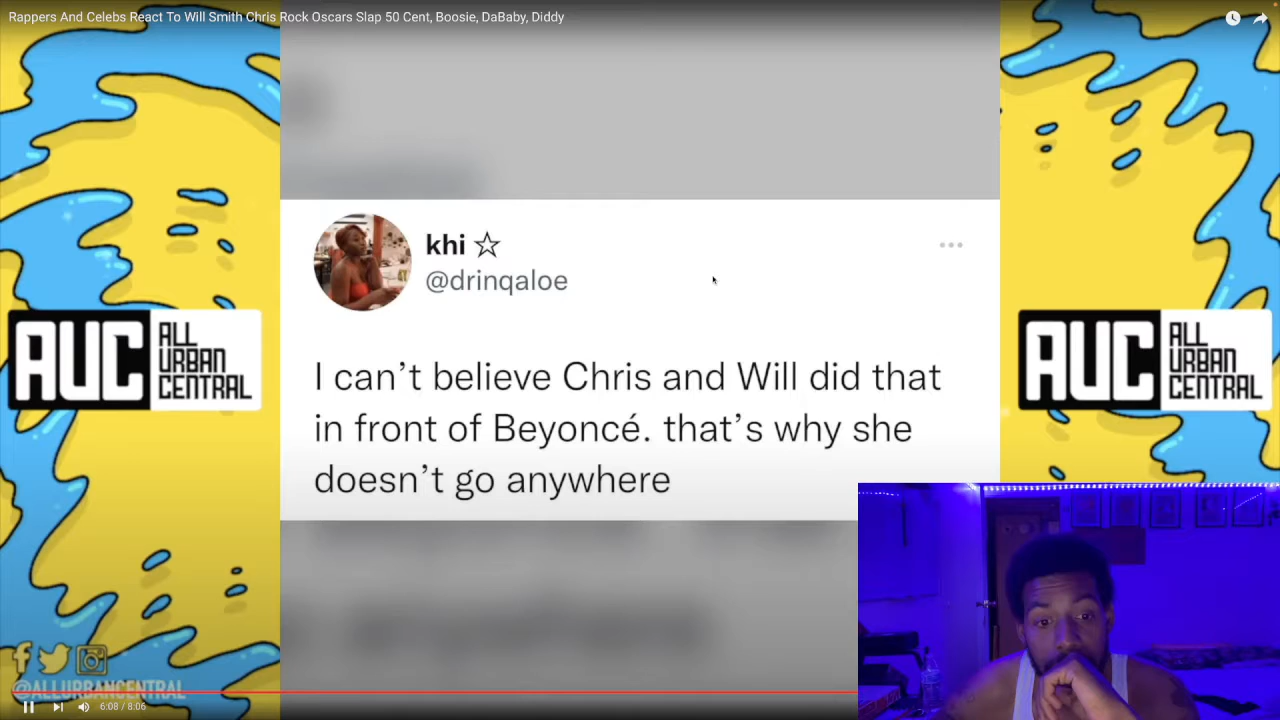 Rappers And Celebs React To Will Smith Chris Rock Oscars Slap 50 Cent, Boosie, DaBaby, Diddy
khi ☆
@drinqaloe
I can’t believe Chris and Will did that
in front of Beyoncé. that’s why she
doesn’t go anywhere
AUC
ALL
URBAN
CENTRAL
AUC
ALL
URBAN
CENTRAL
@ALLURBANCENTRAL
6:08 / 8:06